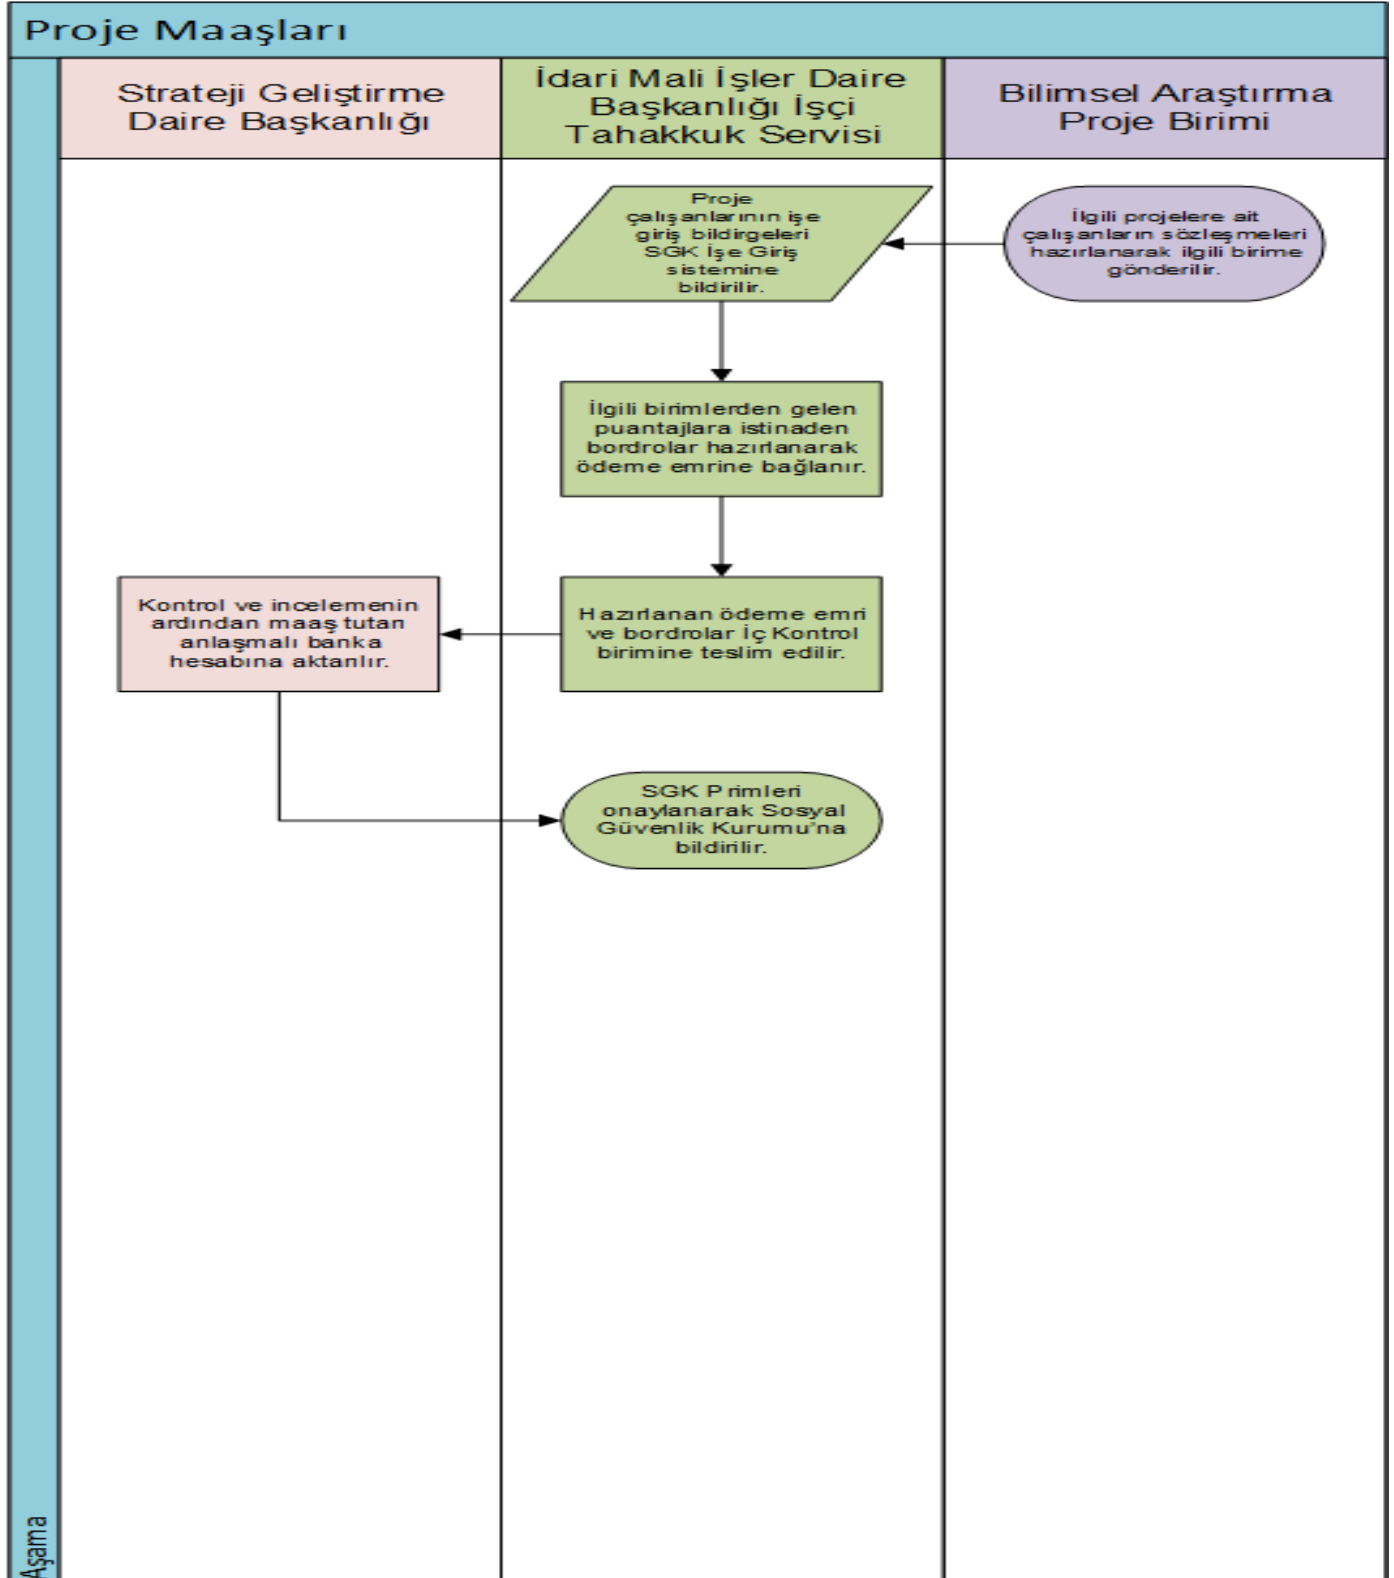 Proje Maaşları
Strateji Geliştirme
Daire Başkanlığı
İdari Mali İşler Daire
Başkanlığı İşçi
Tahakkuk Servisi
Bilimsel Araştırma
Proje Birimi
İlgili projelere ait
çalışanların sözleşmeleri
hazırlanarak ilgili birime
gönderilir.
Proje
çalışanlarının işe
giriş bildirgeleri
SGK İşe Giriş
sistemine
bildirilir.
İlgili birimlerden gelen
puantajlara istinaden
bordrolar hazırlanarak
ödeme emrine bağlanır.
Hazırlanan ödeme emri
ve bordrolar İç Kontrol
birimine teslim edilir.
Kontrol ve incelemenin
ardından maaş tutarı
anlaşmalı banka
hesabına aktarılır.
SGK Primleri
onaylanarak Sosyal
Güvenlik Kurumu'na
bildirilir.
Aşama